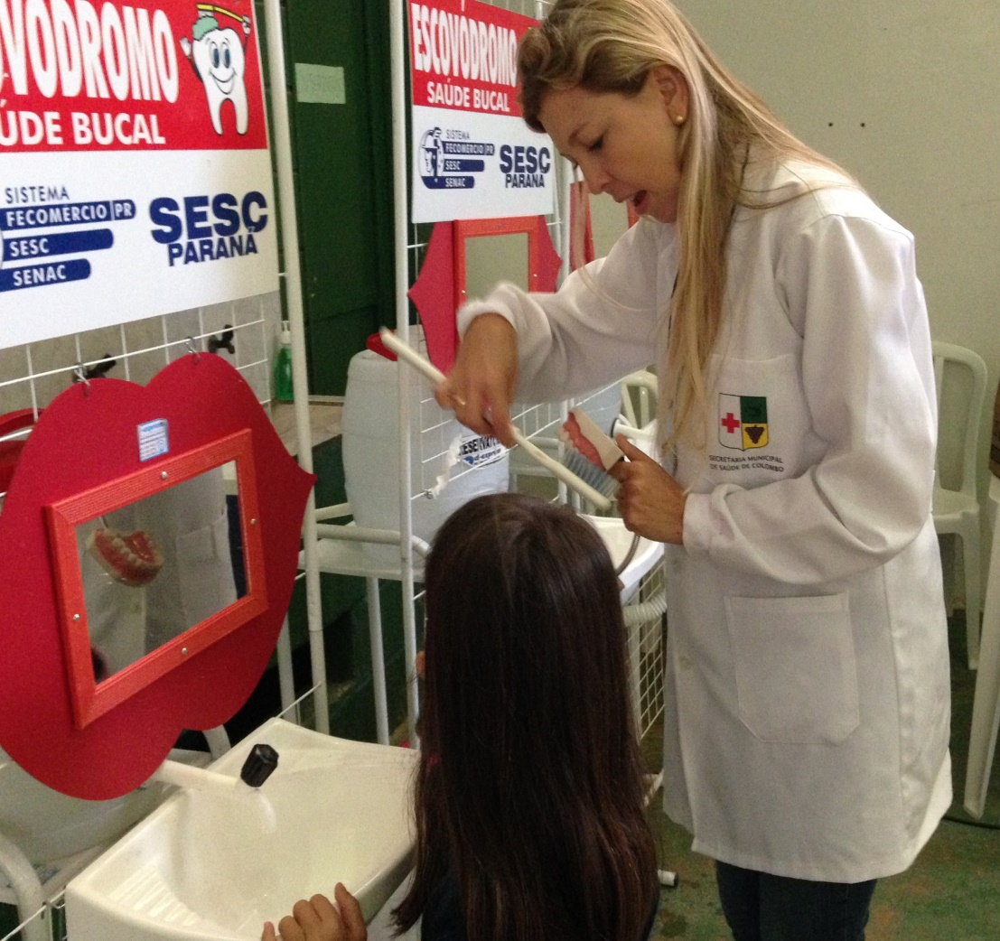 OVODROMO
ÚDE BUCAL
SISTEMA
FECOMERCIO PR
SESC
SENAC
SESC
PARANÁ
ESCOVÓDROMO
SAÚDE BUCAL
SISTEMA
FECOMERCIO PR
SESC
SENAC
SESC
PARANÁ
SECRETARIA MUNICIPAL
DE SAÚDE DE COLOMBO